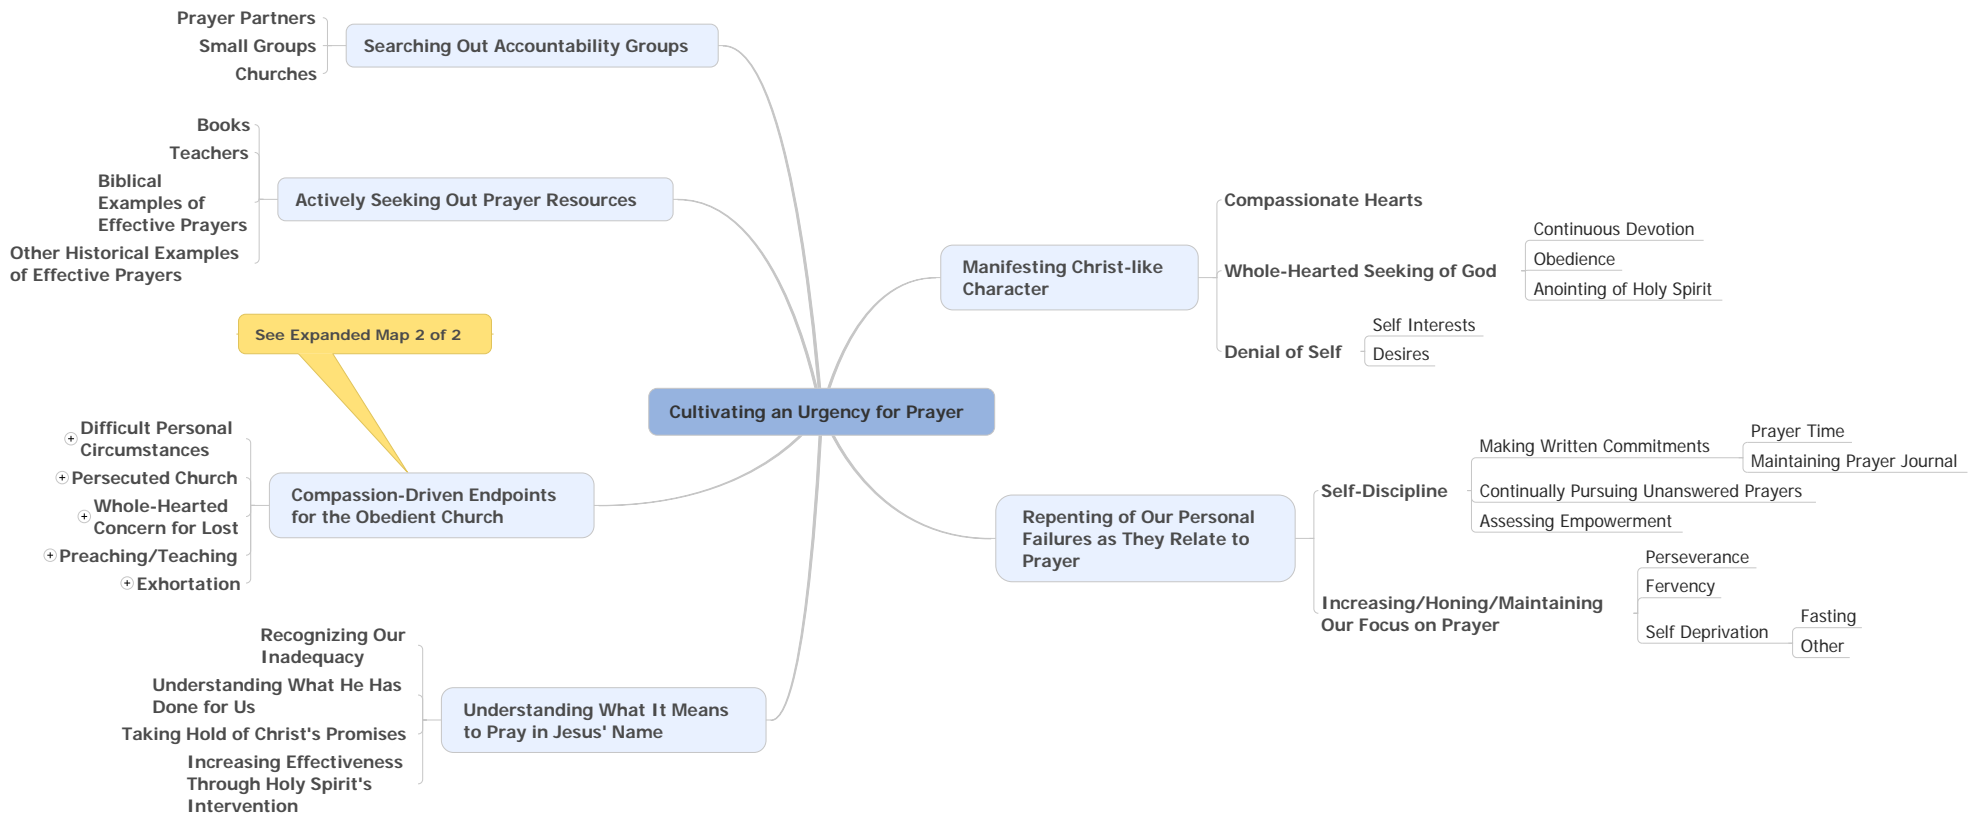 Prayer Partners
Small Groups
Churches
Searching Out Accountability Groups
Books
Teachers
Biblical
Examples of
Effective Prayers
Other Historical Examples
of Effective Prayers
Actively Seeking Out Prayer Resources
See Expanded Map 2 of 2
Difficult Personal
Circumstances
Persecuted Church
Whole-Hearted
Concern for Lost
Preaching/Teaching
Exhortation
Compassion-Driven Endpoints
for the Obedient Church
Recognizing Our
Inadequacy
Understanding What He Has
Done for Us
Taking Hold of Christ's Promises
Increasing Effectiveness
Through Holy Spirit's
Intervention
Understanding What It Means
to Pray in Jesus' Name
Cultivating an Urgency for Prayer
Manifesting Christ-like
Character
Compassionate Hearts
Whole-Hearted Seeking of God
Continuous Devotion
Obedience
Anointing of Holy Spirit
Denial of Self
Self Interests
Desires
Repenting of Our Personal
Failures as They Relate to
Prayer
Self-Discipline
Making Written Commitments
Prayer Time
Maintaining Prayer Journal
Continually Pursuing Unanswered Prayers
Assessing Empowerment
Increasing/Honing/Maintaining
Our Focus on Prayer
Perseverance
Fervency
Self Deprivation
Fasting
Other